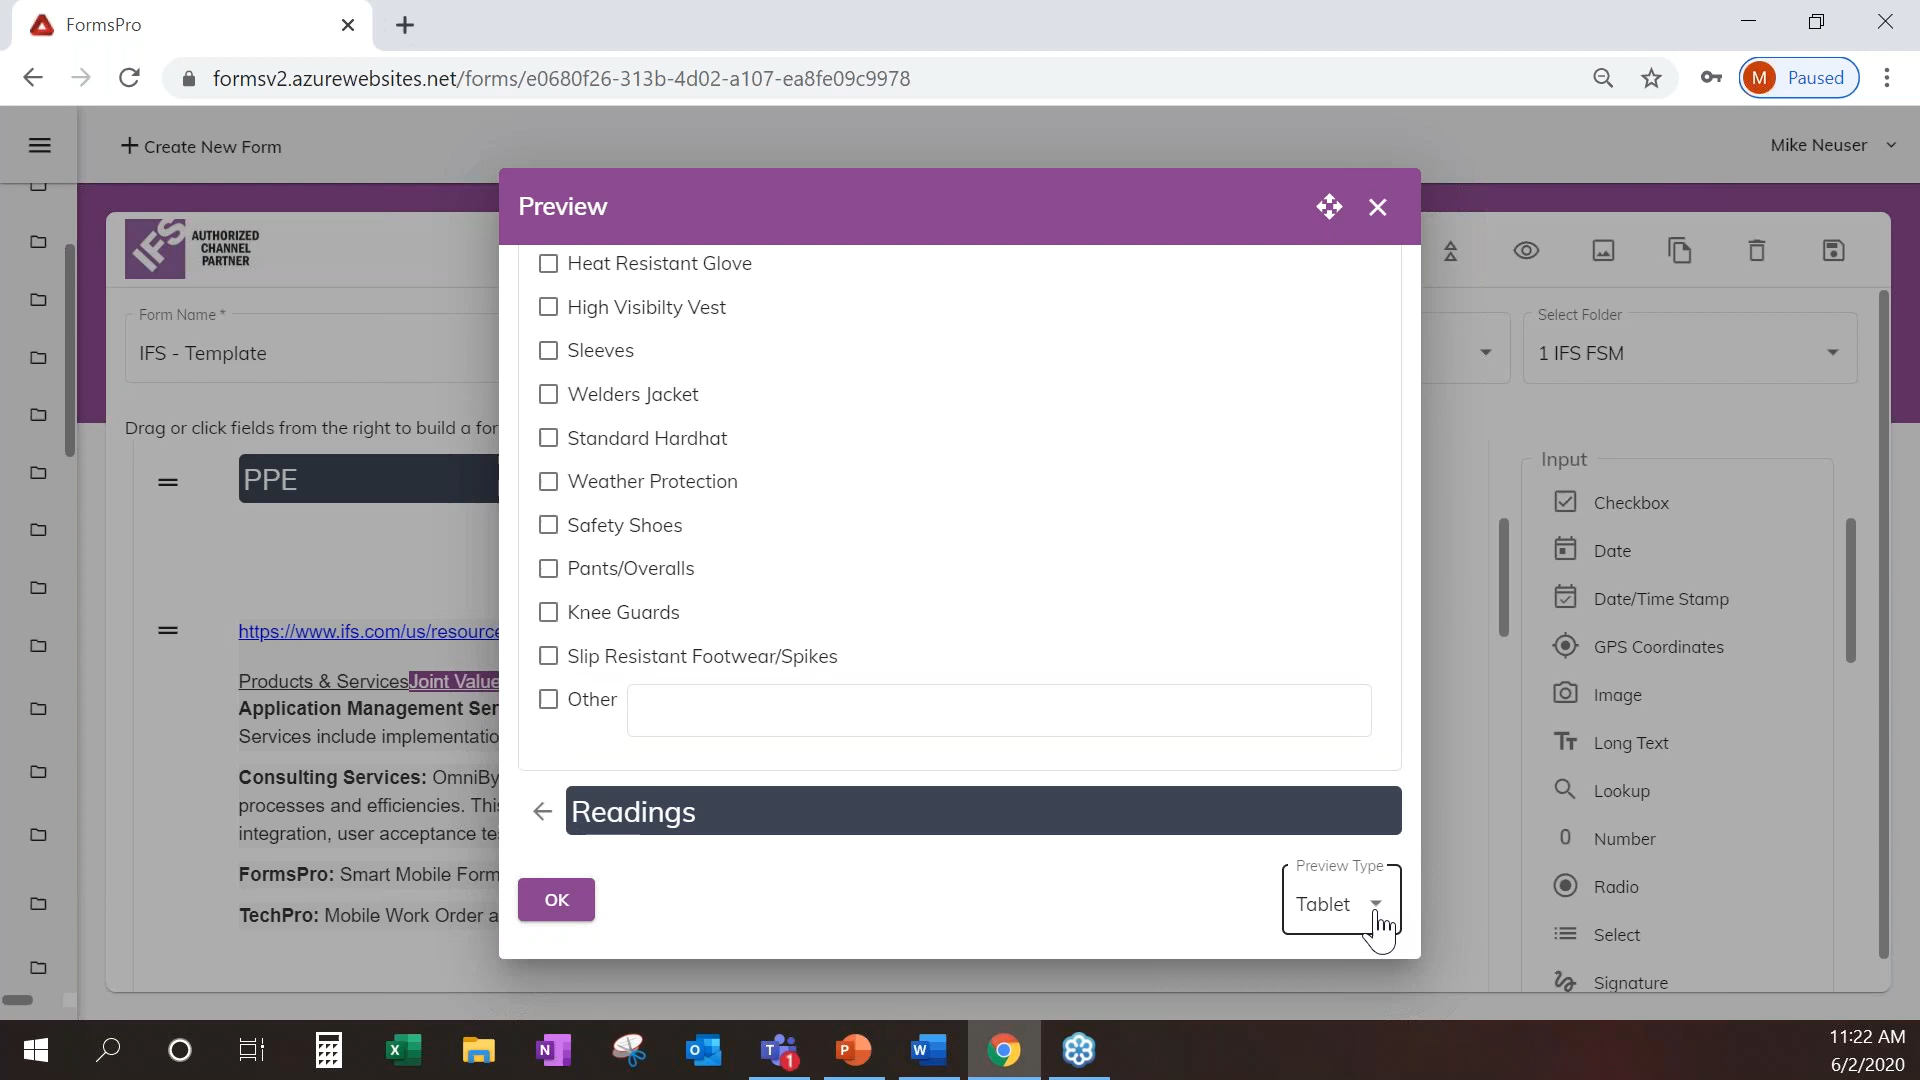 FormsPro
formsv2.azurewebsites.net/forms/e0680f26-313b-4d02-a107-ea8fe09c9978
M Paused
Create New Form
Mike Neuser
IFS AUTHORIZED
CHANNEL
PARTNER
Preview
Form Name *
IFS - Template
Select Folder
1 IFS FSM
Drag or click fields from the right to build a for
PPE
https://www.ifs.com/us/resource
Products & ServicesJoint Value
Application Management Ser
Services include implementatio
Consulting Services: OmniBy
processes and efficiencies. This
integration, user acceptance te
FormsPro: Smart Mobile Form
TechPro: Mobile Work Order a
Heat Resistant Glove
High Visibilty Vest
Sleeves
Welders Jacket
Standard Hardhat
Weather Protection
Safety Shoes
Pants/Overalls
Knee Guards
Slip Resistant Footwear/Spikes
Other
Readings
OK
Preview Type
Tablet
Input
Checkbox
Date
Date/Time Stamp
GPS Coordinates
Image
Long Text
Lookup
0 Number
Radio
Select
Signature
11:22 AM
6/2/2020